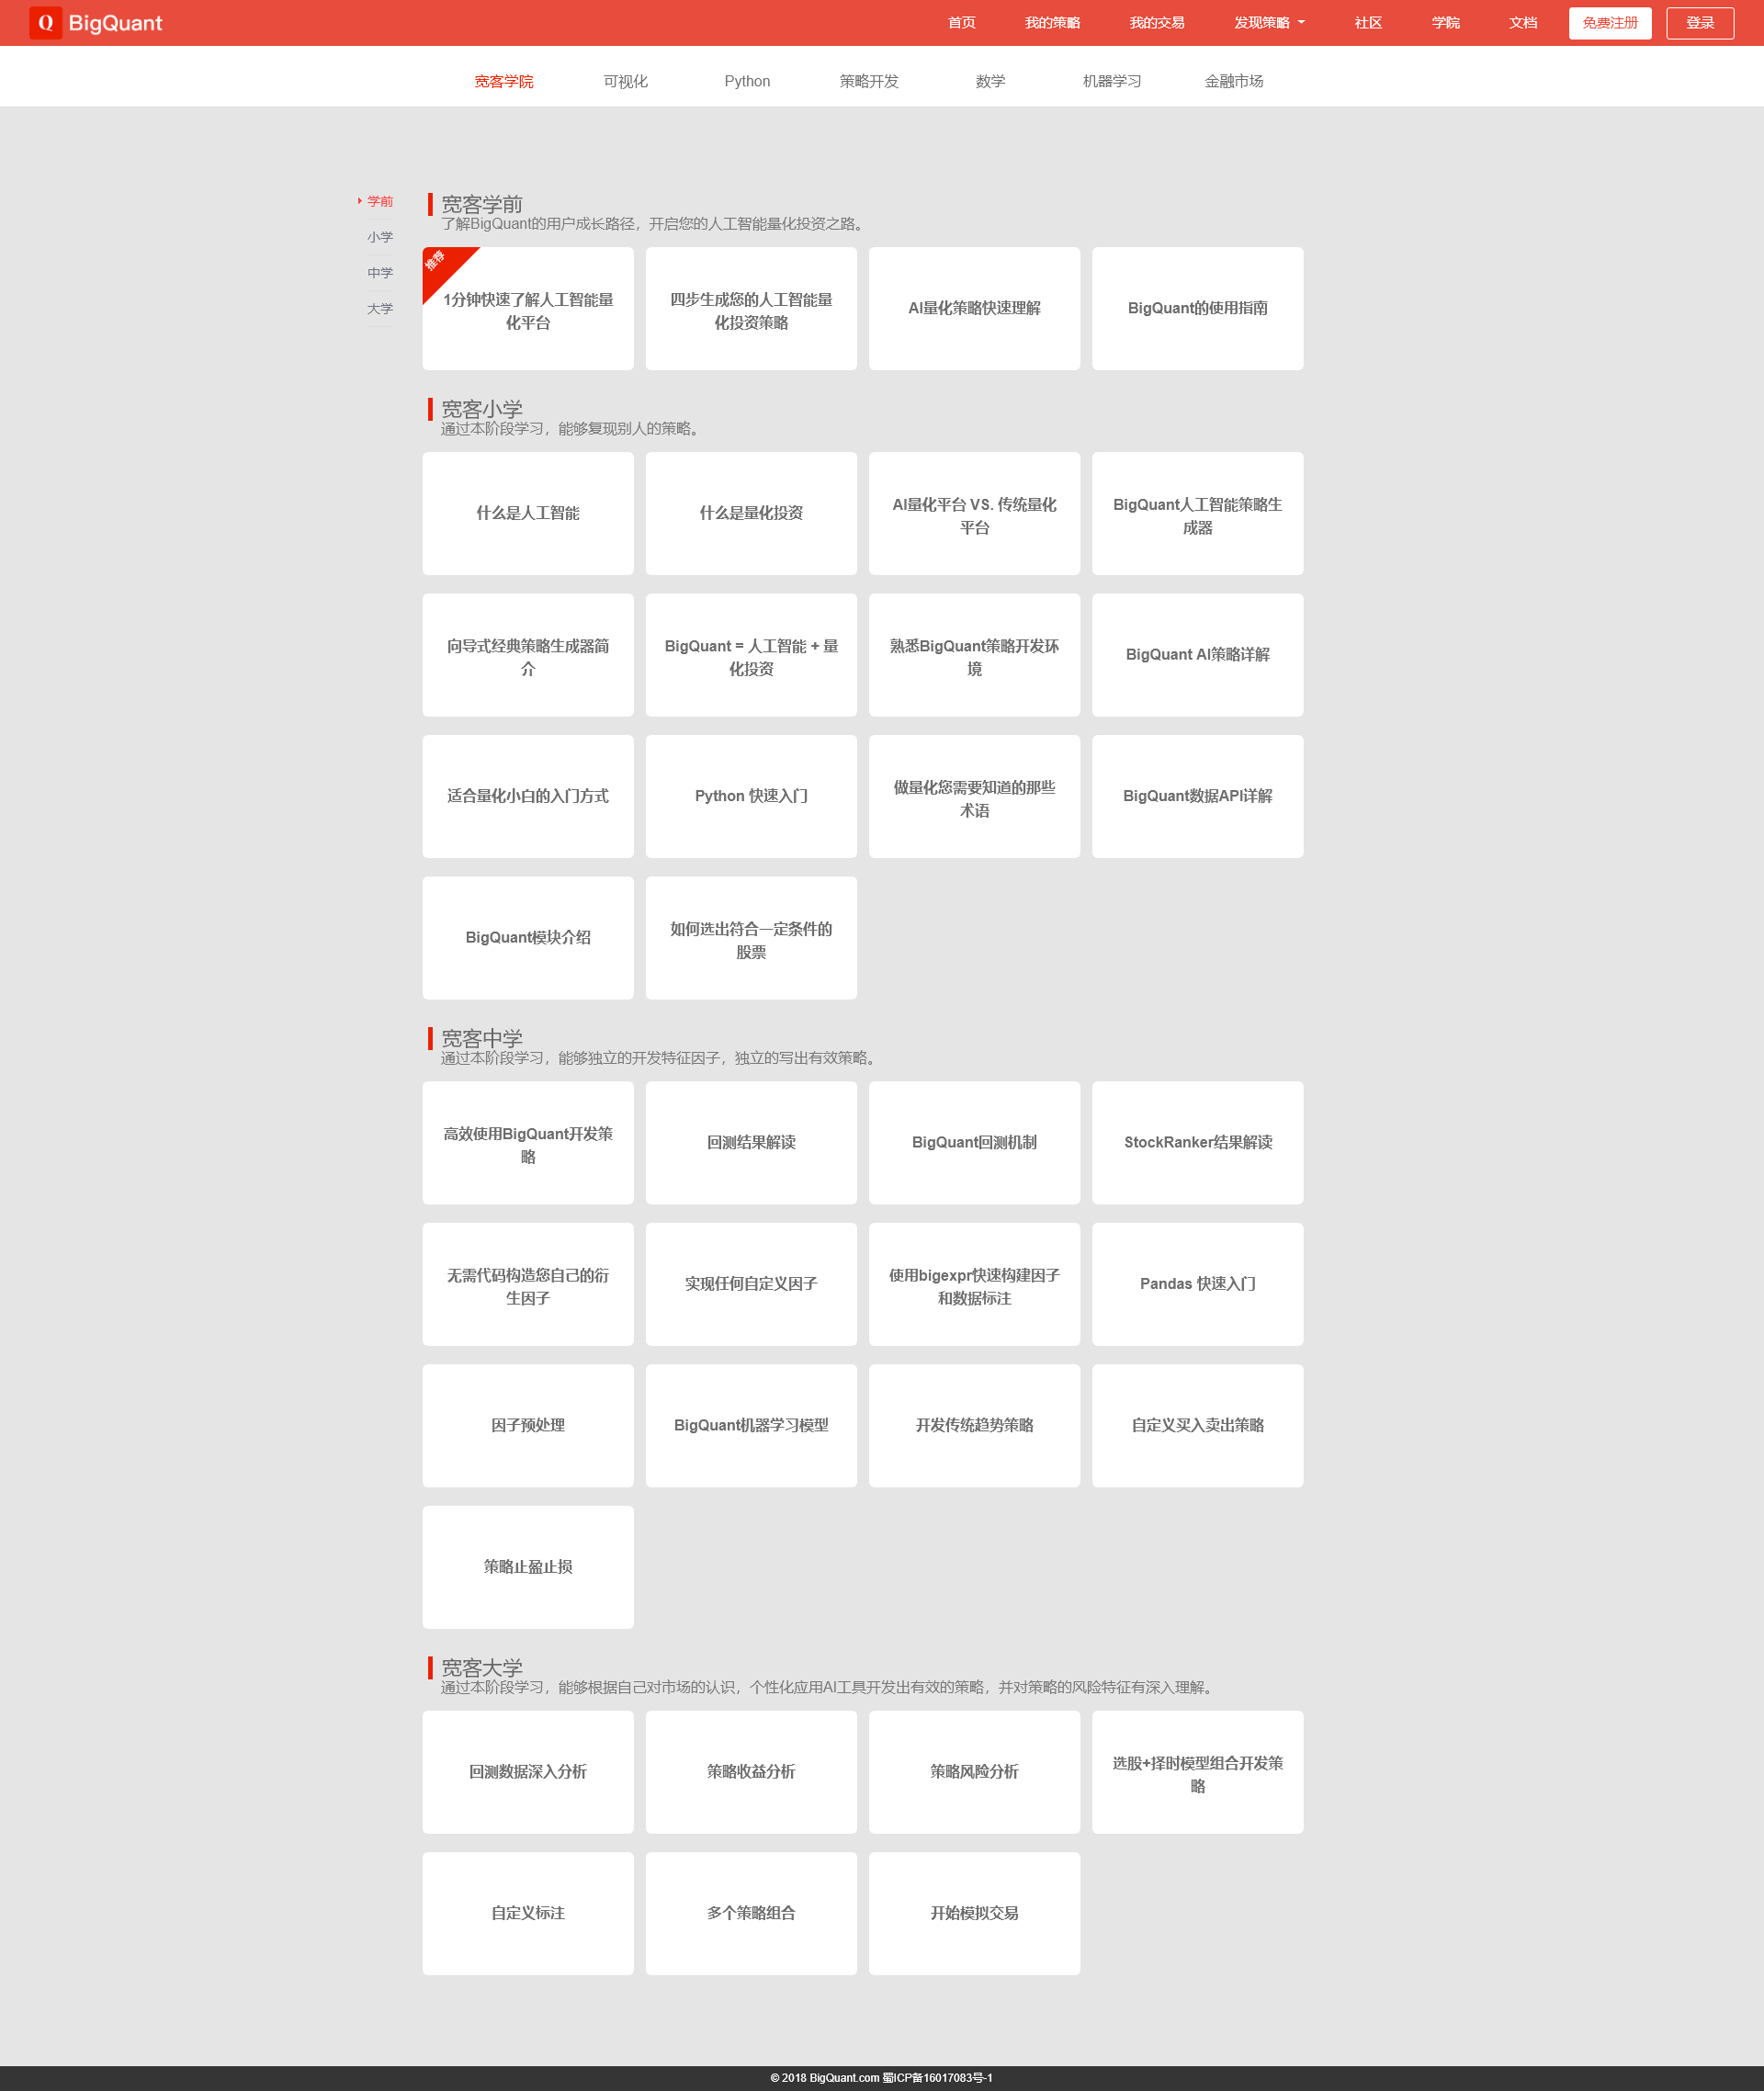 Q BigQuant
首页 我的策略 我的交易 发现策略 社区 学院 文档 免费注册 登录
宽客学院 可视化 Python 策略开发 数学 机器学习 金融市场
学前
小学
中学
大学
宽客学前
了解BigQuant的用户成长路径，开启您的人工智能量化投资之路。
推荐
1分钟快速了解人工智能量
化平台
四步生成您的人工智能量
化投资策略
AI量化策略快速理解
BigQuant的使用指南
宽客小学
通过本阶段学习，能够复现别人的策略。
什么是人工智能
什么是量化投资
AI量化平台 VS. 传统量化
平台
BigQuant人工智能策略生
成器
向导式经典策略生成器简
介
BigQuant = 人工智能 + 量
化投资
熟悉BigQuant策略开发环
境
BigQuant AI策略详解
适合量化小白的入门方式
Python 快速入门
做量化您需要知道的那些
术语
BigQuant数据API详解
BigQuant模块介绍
如何选出符合一定条件的
股票
宽客中学
通过本阶段学习，能够独立的开发特征因子，独立的写出有效策略。
高效使用BigQuant开发策
略
回测结果解读
BigQuant回测机制
StockRanker结果解读
无需代码构造您自己的衍
生因子
实现任何自定义因子
使用bigexpr快速构建因子
和数据标注
Pandas 快速入门
因子预处理
BigQuant机器学习模型
开发传统趋势策略
自定义买入卖出策略
策略止盈止损
宽客大学
通过本阶段学习，能够根据自己对市场的认识，个性化应用AI工具开发出有效的策略，并对策略的风险特征有深入理解。
回测数据深入分析
策略收益分析
策略风险分析
选股+择时模型组合开发策
略
自定义标注
多个策略组合
开始模拟交易
© 2018 BigQuant.com 蜀ICP备16017083号-1